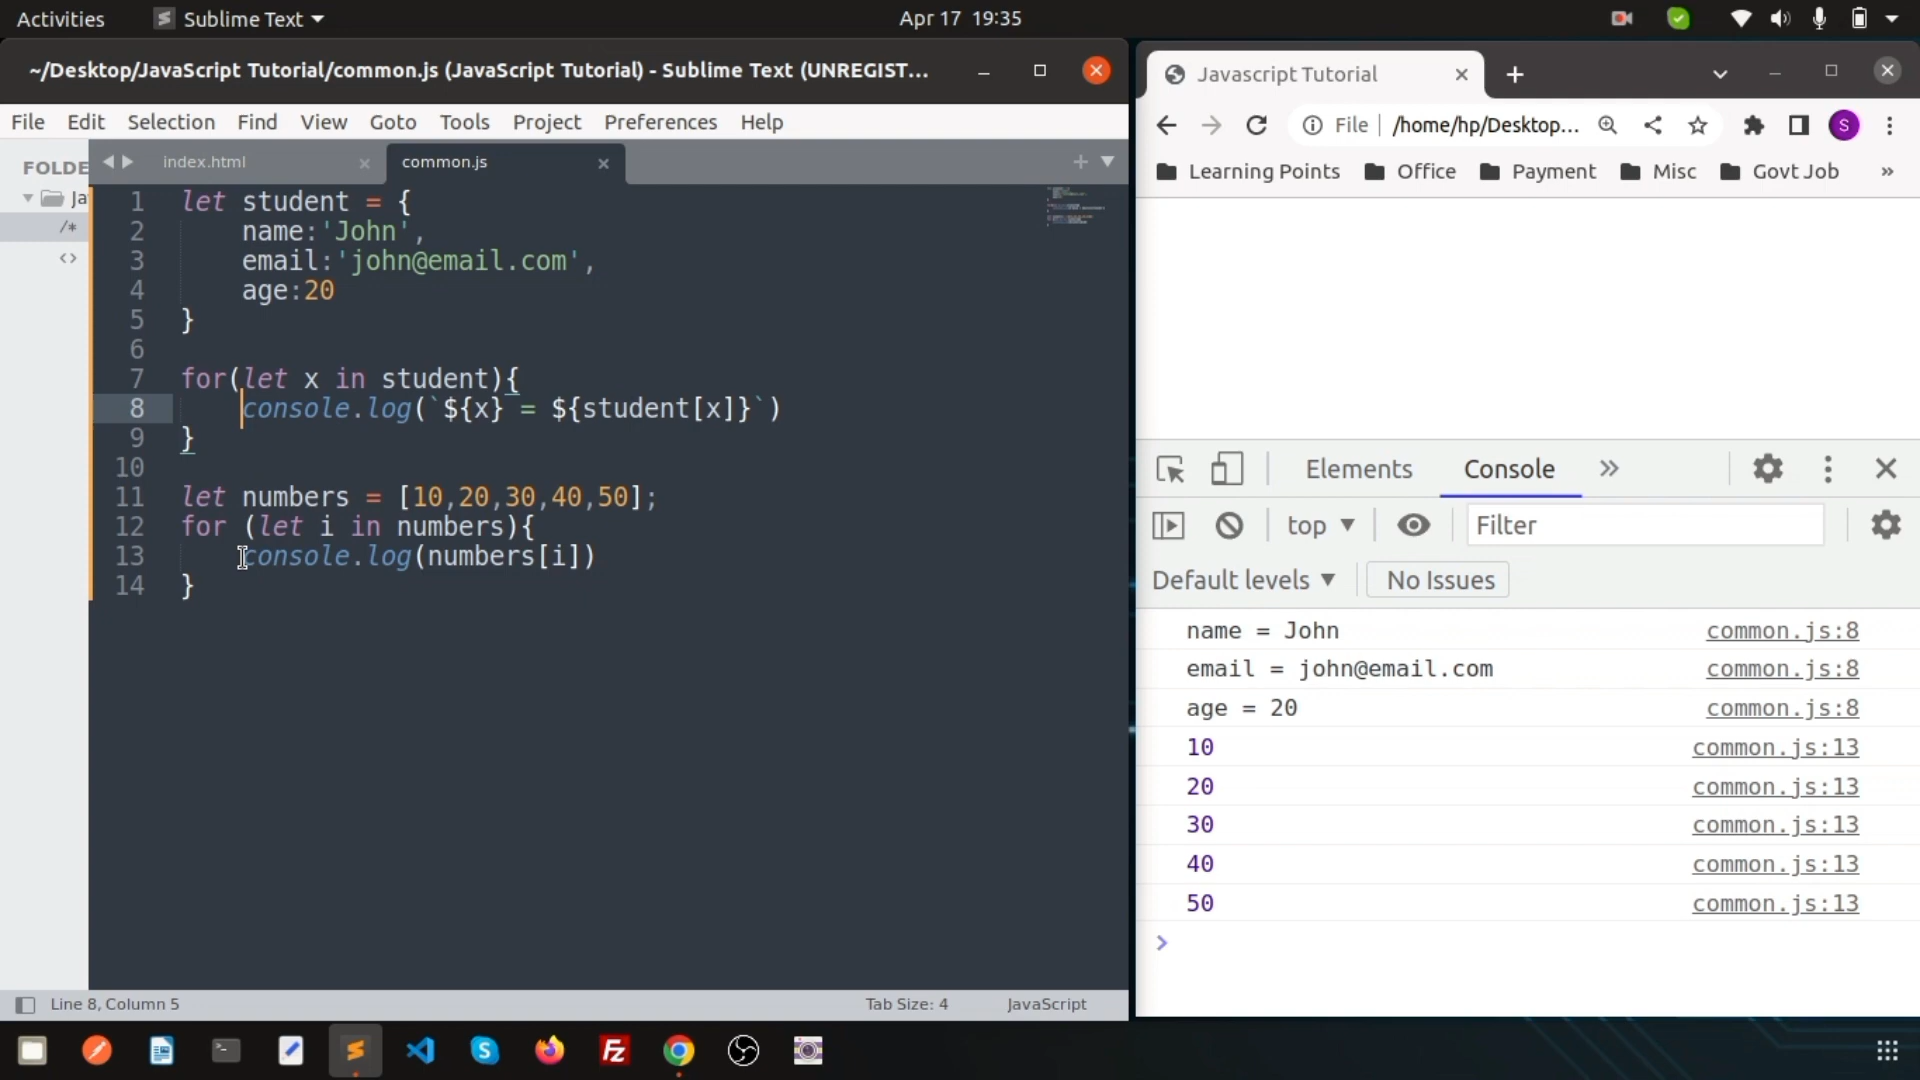 Activities
Sublime Text
Apr 17 19:35
~/Desktop/JavaScript Tutorial/common.js (JavaScript Tutorial) - Sublime Text (UNREGIST...
File Edit Selection Find View Goto Tools Project Preferences Help
FOLDE
Ja
/*
<>
index.html
common.js
1 let student = {
2 name:'John',
3 email:'john@email.com',
4 age:20
5 }
6
7 for(let x in student){
8 console.log(`${x} = ${student[x]}`)
9 }
10
11 let numbers = [10,20,30,40,50];
12 for (let i in numbers){
13 console.log(numbers[i])
14 }
Line 8, Column 5
Tab Size: 4
JavaScript
Javascript Tutorial
File /home/hp/Desktop...
S
Learning Points Office Payment Misc Govt Job »
Elements Console »
top Filter
Default levels No Issues
name = John common.js:8
email = john@email.com common.js:8
age = 20 common.js:8
10 common.js:13
20 common.js:13
30 common.js:13
40 common.js:13
50 common.js:13
>